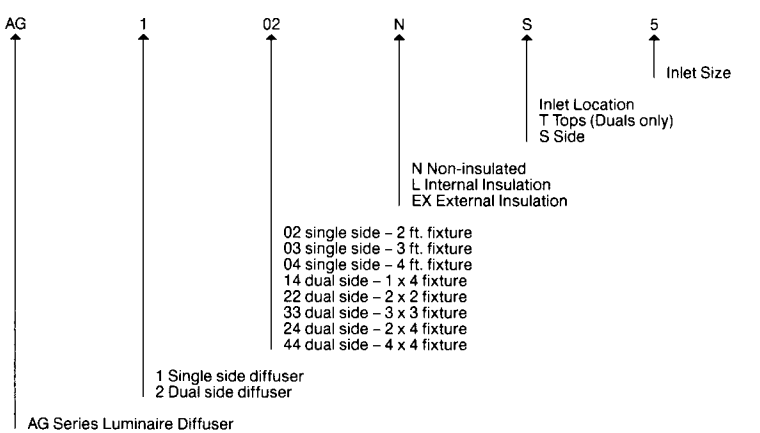 AG 1 02 N S 5
Inlet Size
Inlet Location
T Tops (Duals only)
S Side
N Non-insulated
L Internal Insulation
EX External Insulation
02 single side – 2 ft. fixture
03 single side – 3 ft. fixture
04 single side – 4 ft. fixture
14 dual side – 1 x 4 fixture
22 dual side – 2 x 2 fixture
33 dual side – 3 x 3 fixture
24 dual side – 2 x 4 fixture
44 dual side – 4 x 4 fixture
1 Single side diffuser
2 Dual side diffuser
AG Series Luminaire Diffuser